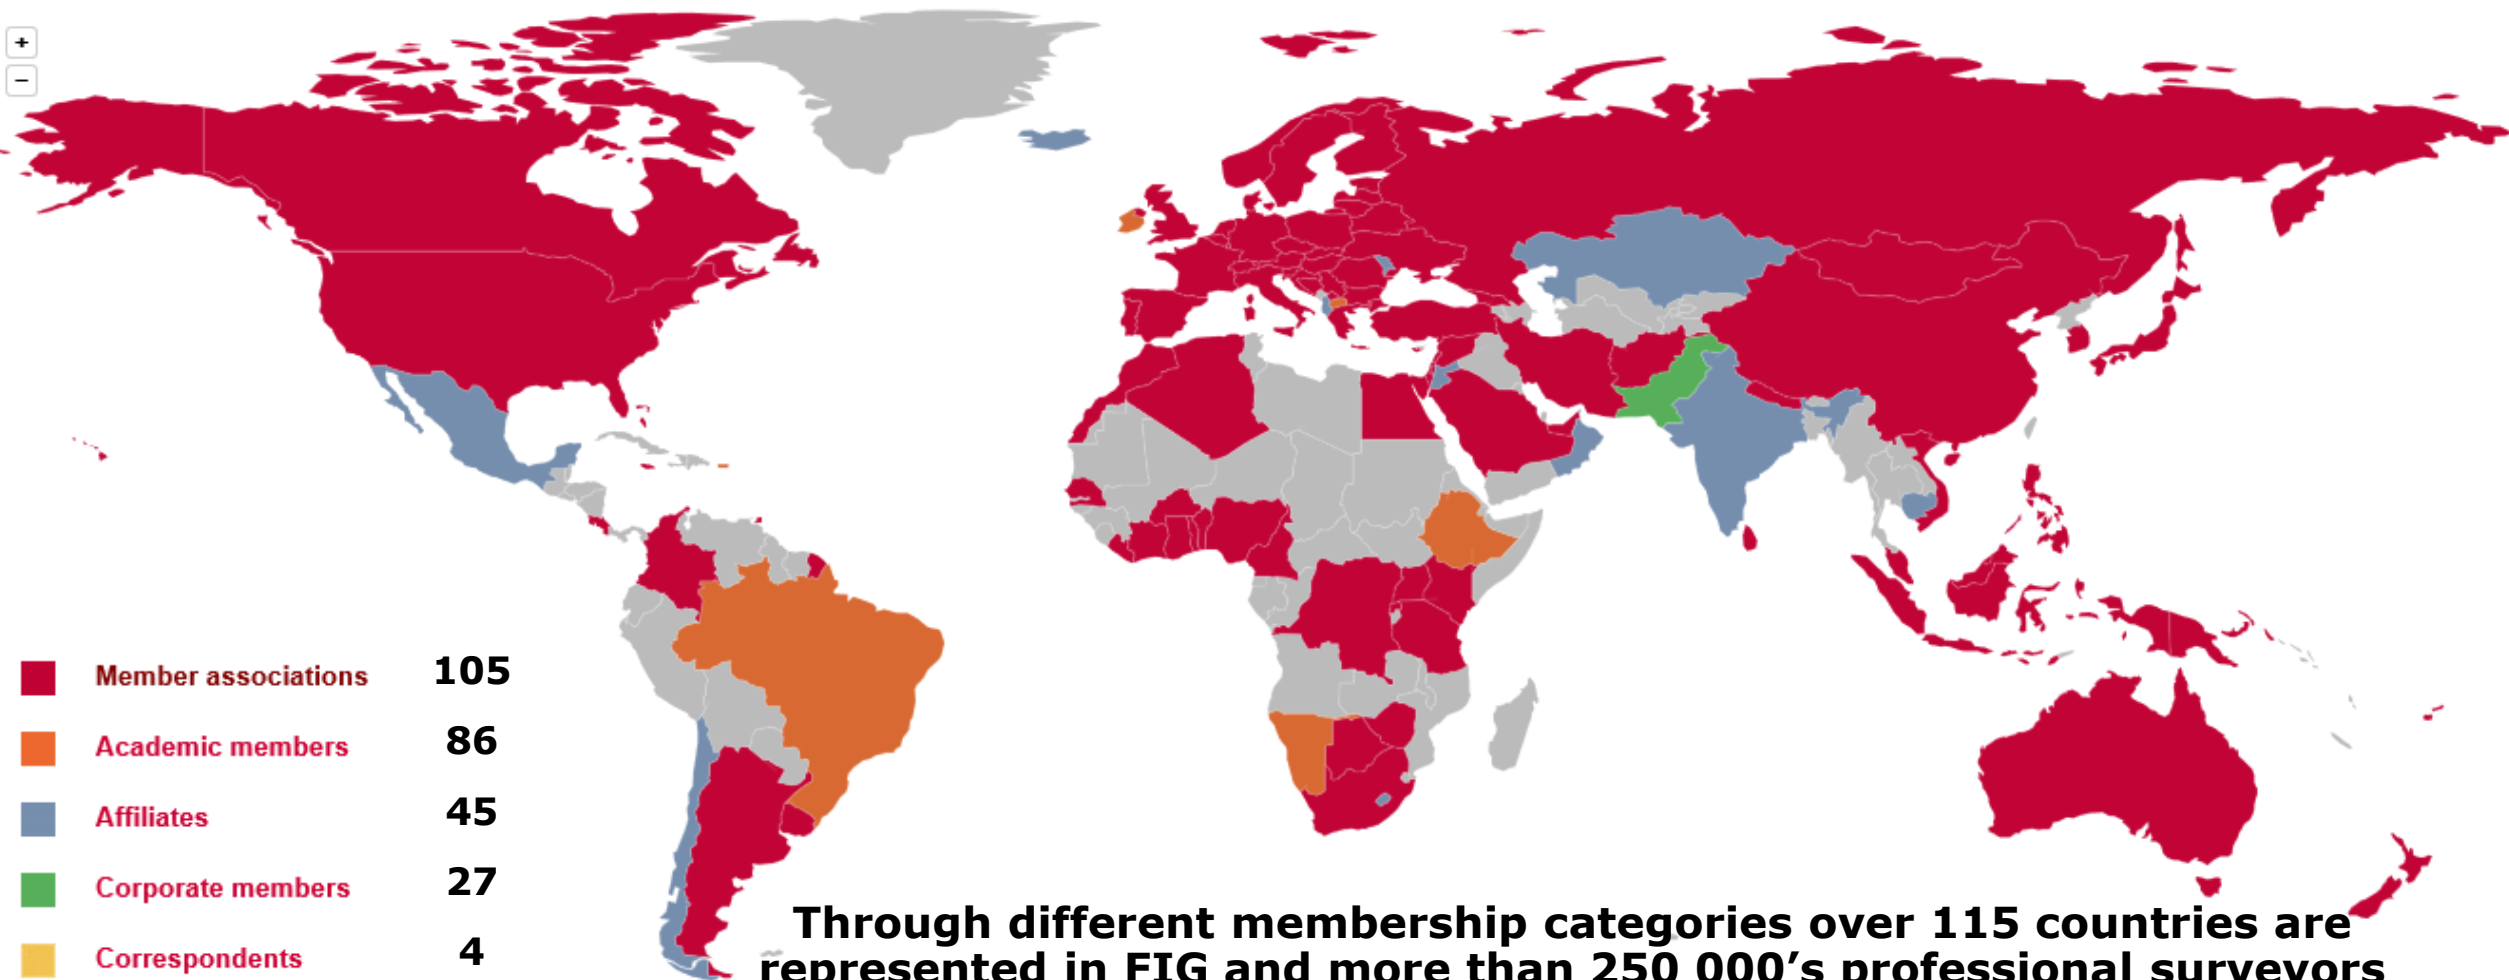 +
−
Member associations 105
Academic members 86
Affiliates 45
Corporate members 27
Correspondents 4
Through different membership categories over 115 countries are
represented in FIG and more than 250 000’s professional surveyors